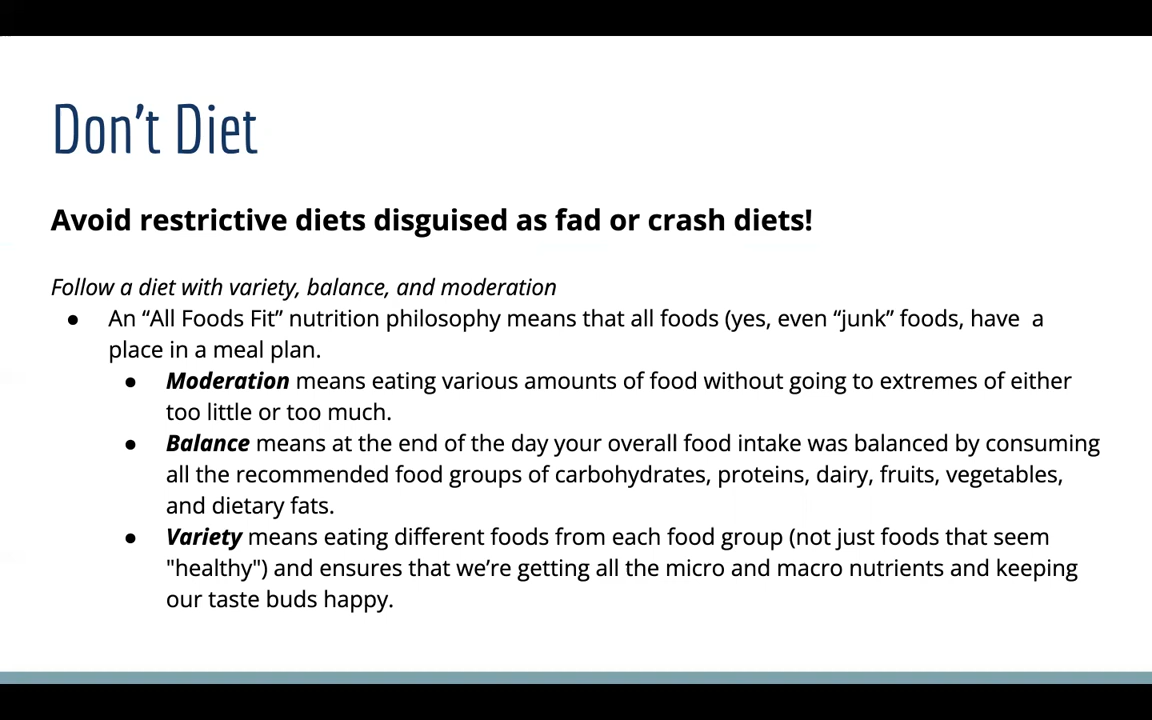 Don't Diet
Avoid restrictive diets disguised as fad or crash diets!
Follow a diet with variety, balance, and moderation
● An “All Foods Fit” nutrition philosophy means that all foods (yes, even “junk” foods, have  a
place in a meal plan.
● Moderation means eating various amounts of food without going to extremes of either
too little or too much.
● Balance means at the end of the day your overall food intake was balanced by consuming
all the recommended food groups of carbohydrates, proteins, dairy, fruits, vegetables,
and dietary fats.
● Variety means eating different foods from each food group (not just foods that seem
"healthy") and ensures that we’re getting all the micro and macro nutrients and keeping
our taste buds happy.